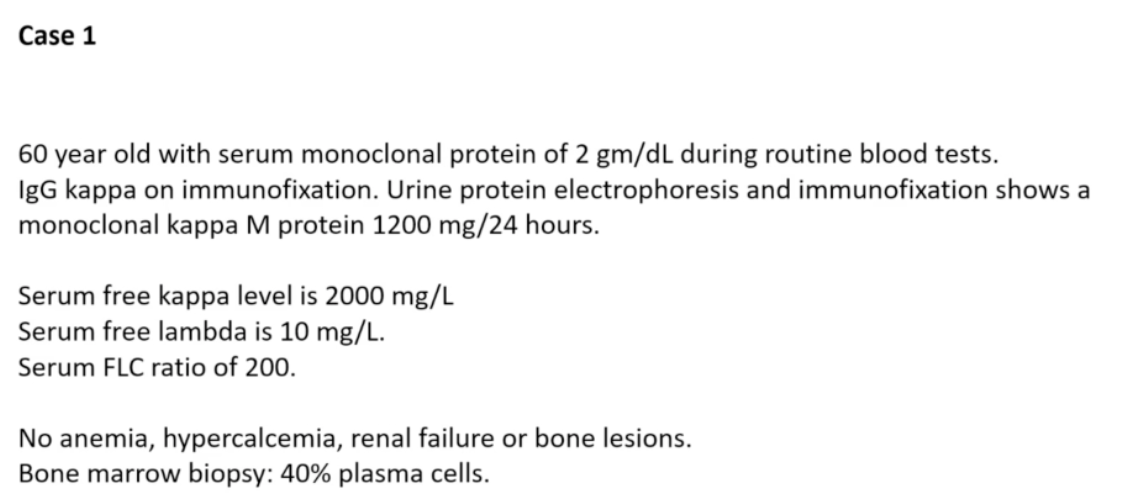 Case 1
60 year old with serum monoclonal protein of 2 gm/dL during routine blood tests.
IgG kappa on immunofixation. Urine protein electrophoresis and immunofixation shows a
monoclonal kappa M protein 1200 mg/24 hours.
Serum free kappa level is 2000 mg/L
Serum free lambda is 10 mg/L.
Serum FLC ratio of 200.
No anemia, hypercalcemia, renal failure or bone lesions.
Bone marrow biopsy: 40% plasma cells.